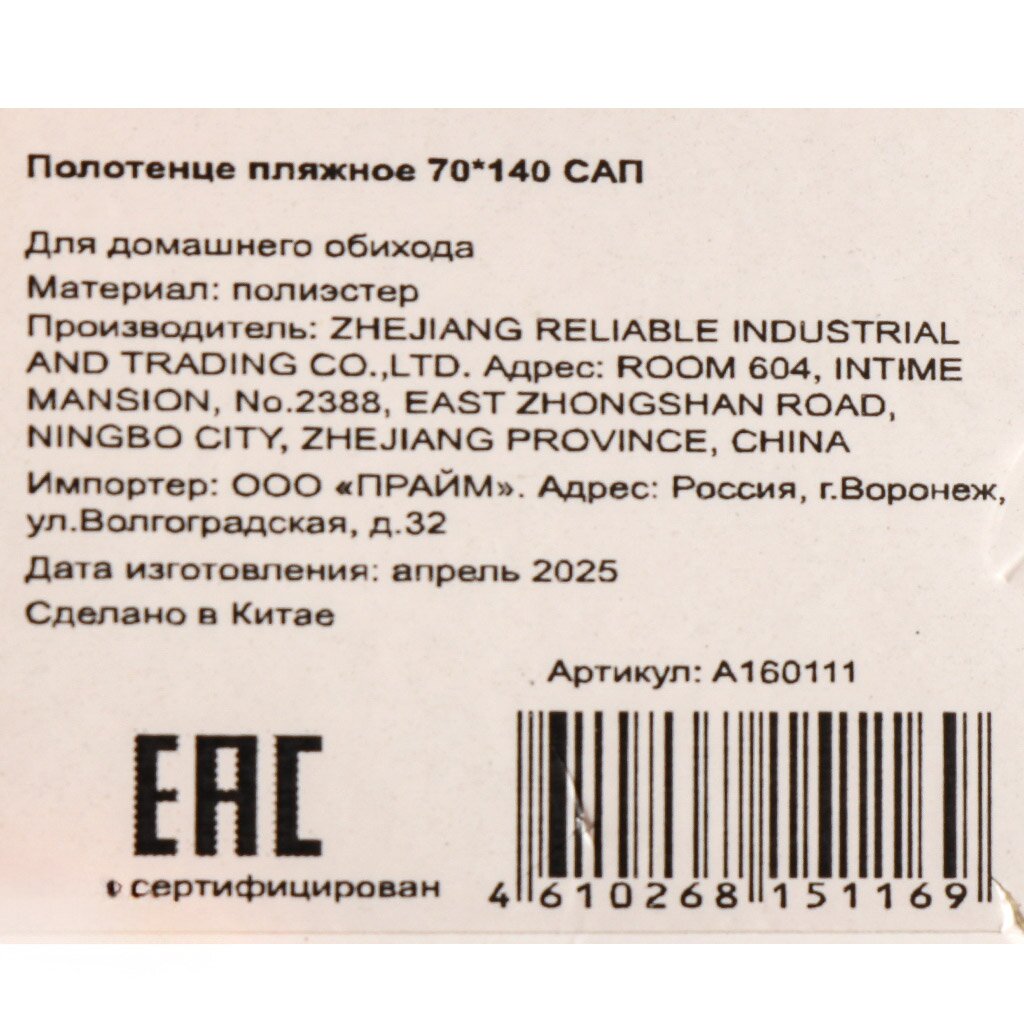 Полотенце пляжное 70*140 САП
Для домашнего обихода
Материал: полиэстер
Производитель: ZHEJIANG RELIABLE INDUSTRIAL
AND TRADING CO.,LTD. Адрес: ROOM 604, INTIME
MANSION, No.2388, EAST ZHONGSHAN ROAD,
NINGBO CITY, ZHEJIANG PROVINCE, CHINA
Импортер: ООО «ПРАЙМ». Адрес: Россия, г.Воронеж,
ул.Волгоградская, д.32
Дата изготовления: апрель 2025
Сделано в Китае
Артикул: A160111
EAC
сертифицирован
4 610268 151169